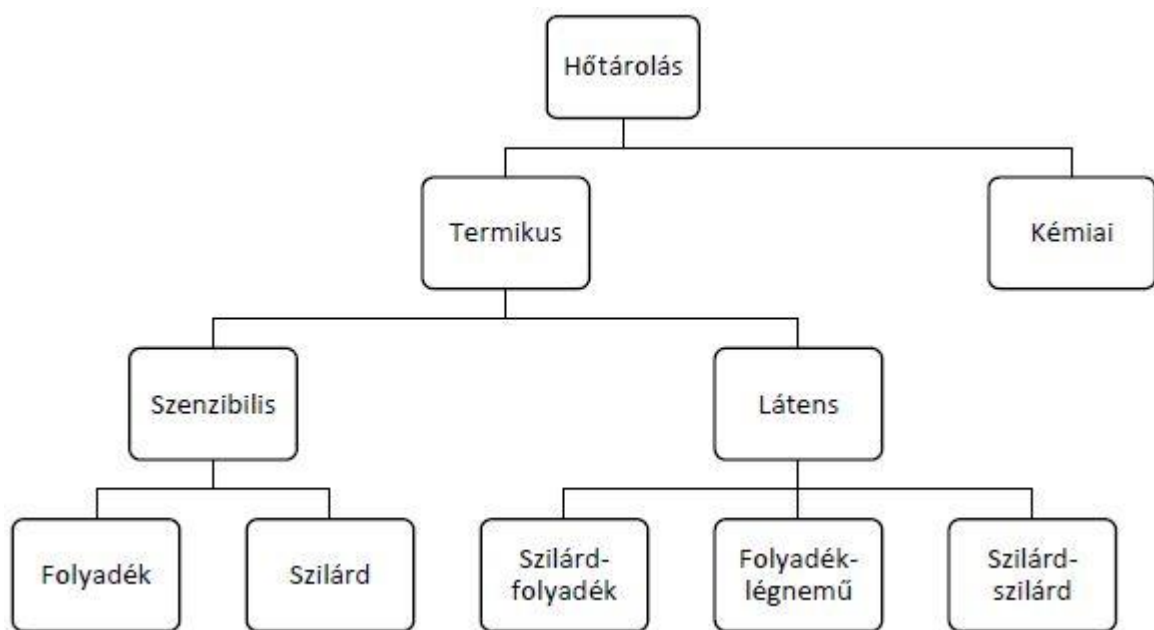 Hőtárolás
Termikus
Kémiai
Szenzibilis
Látens
Folyadék
Szilárd
Szilárd-
folyadék
Folyadék-
légnemű
Szilárd-
szilárd